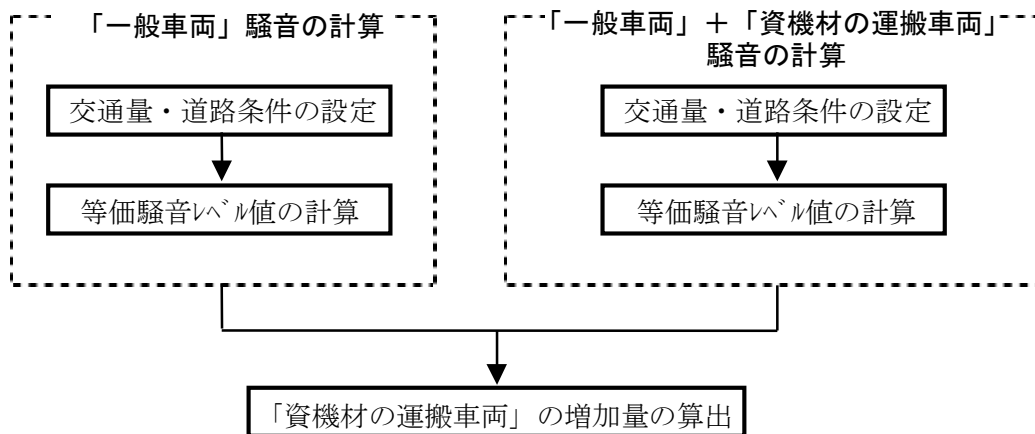 「一般車両」騒音の計算
交通量・道路条件の設定
等価騒音ﾚﾍﾞﾙ値の計算
「一般車両」＋「資機材の運搬車両」
騒音の計算
交通量・道路条件の設定
等価騒音ﾚﾍﾞﾙ値の計算
「資機材の運搬車両」の増加量の算出